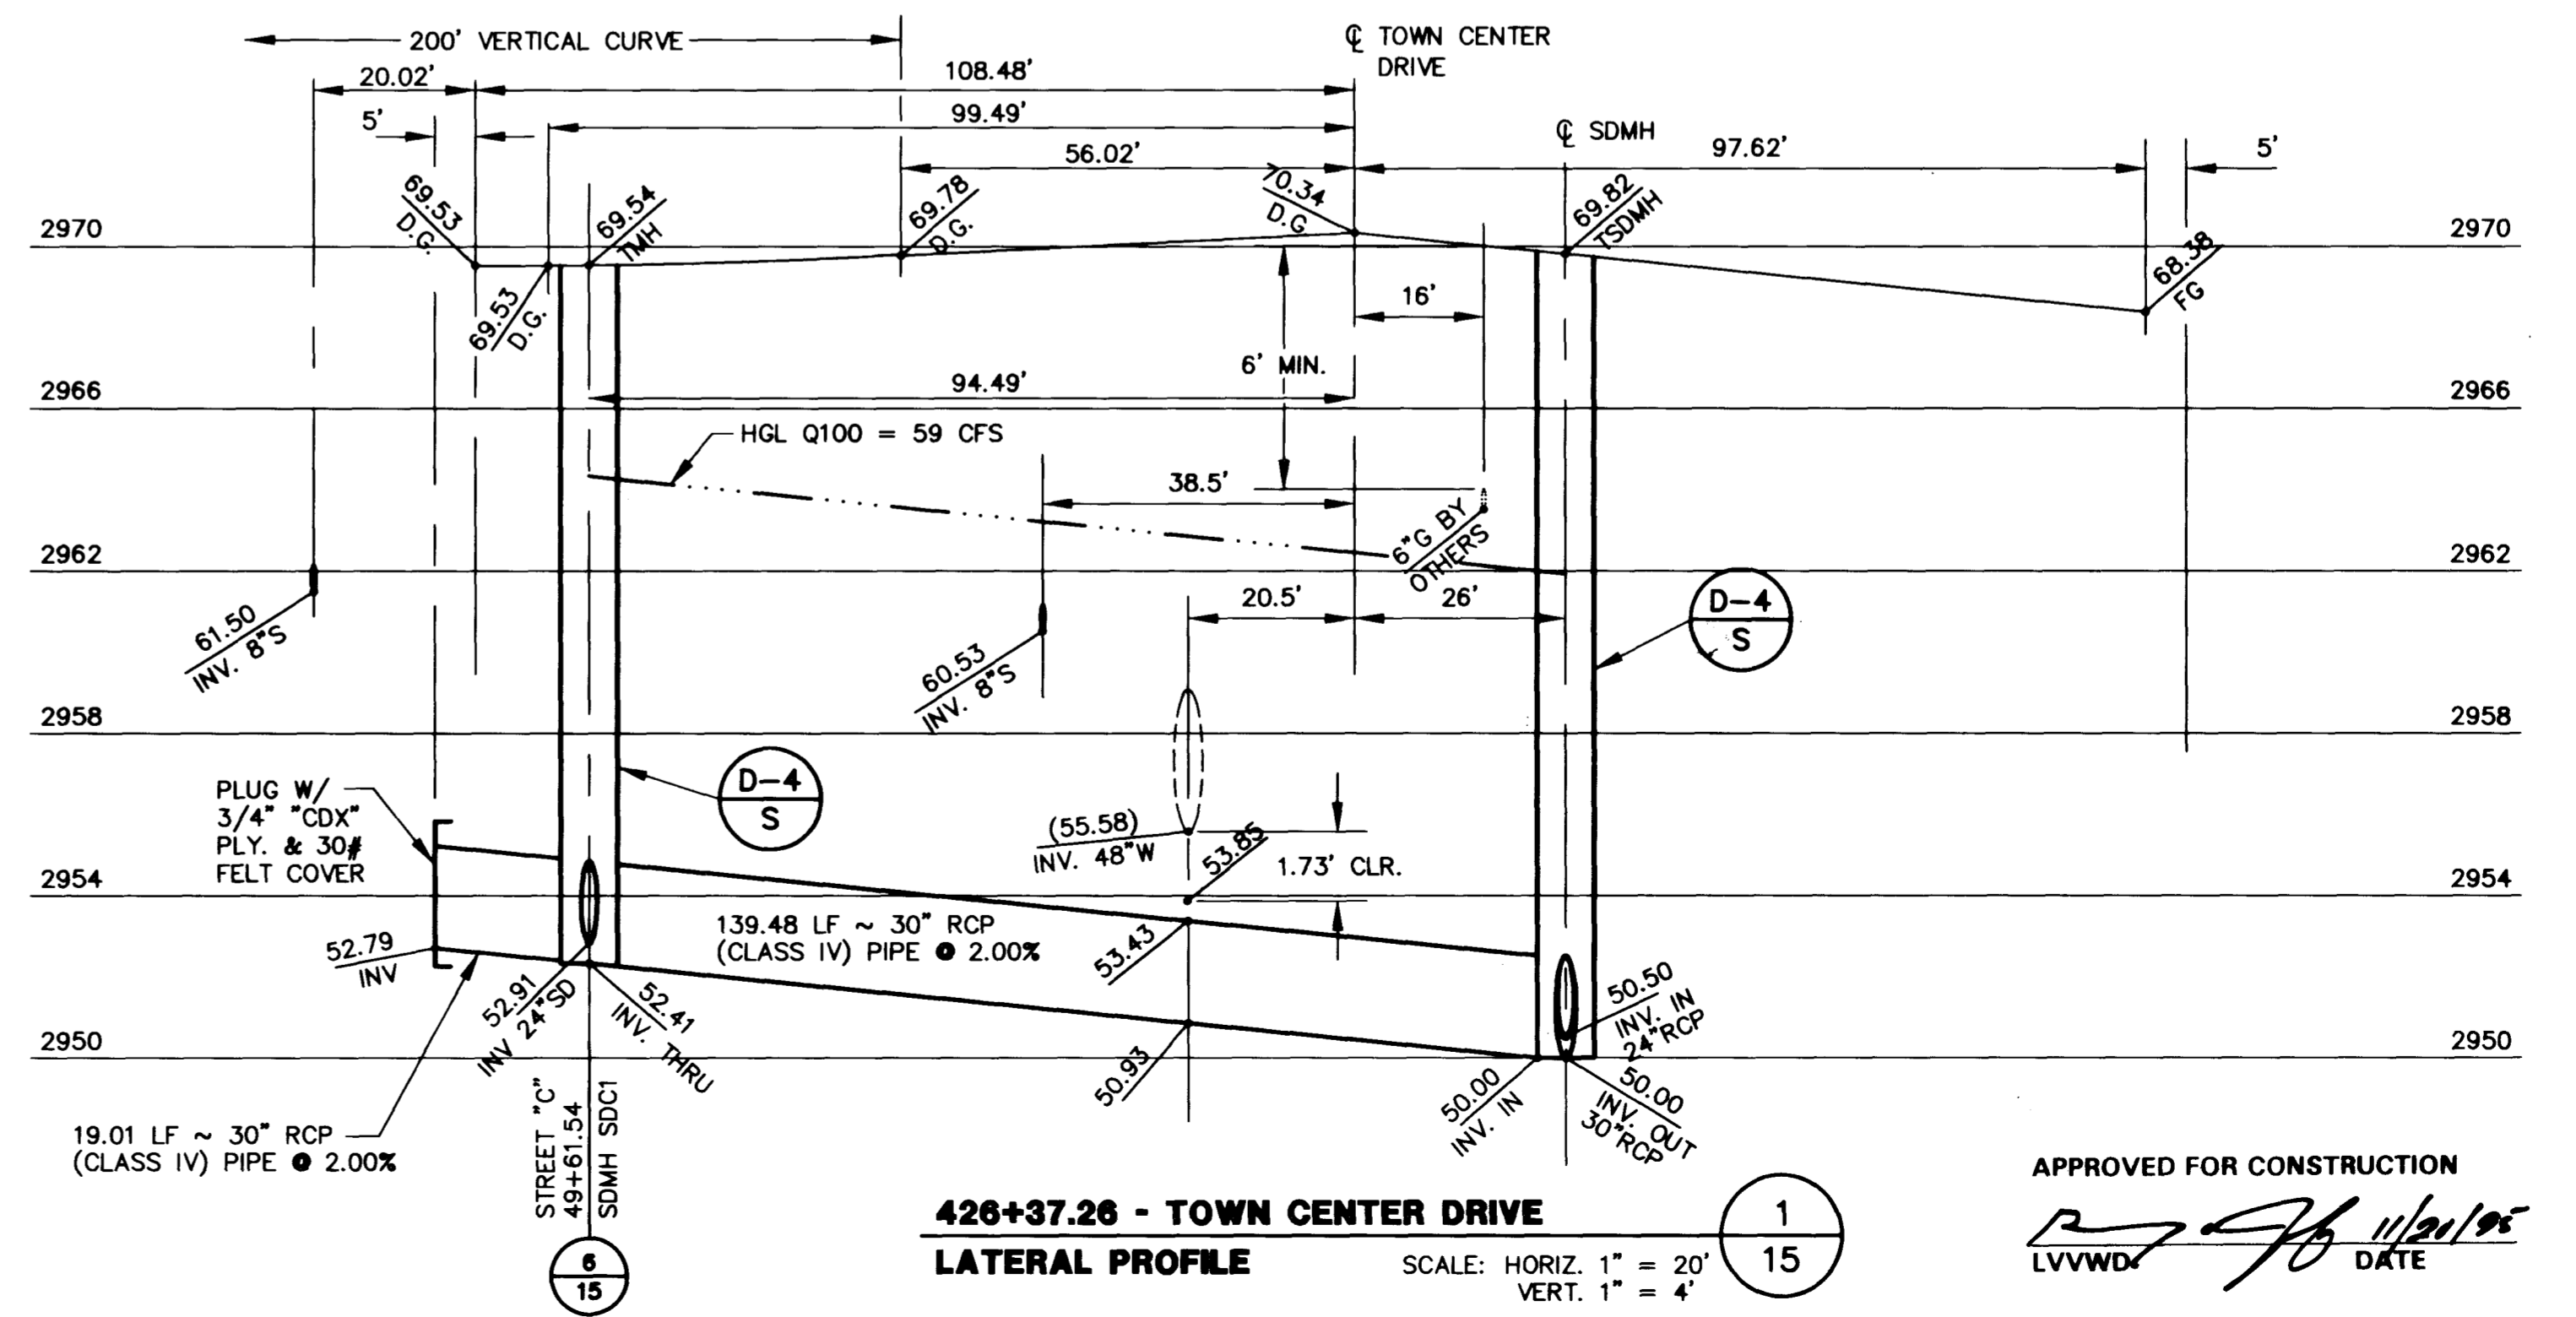 200' VERTICAL CURVE
℄ TOWN CENTER
DRIVE
20.02'
108.48'
5'
99.49'
℄ SDMH
56.02'
97.62'
5'
69.53
D.G.
69.54
TMH
69.78
D.G.
70.34
D.G
69.82
TSDMH
2970
2970
68.38
FG
69.53
D.G.
16'
6' MIN.
2966
94.49'
2966
HGL Q100 = 59 CFS
38.5'
6"G BY
OTHERS
2962
2962
20.5'
26'
D-4
S
61.50
INV. 8"S
60.53
INV. 8"S
2958
2958
D-4
S
PLUG W/
3/4" "CDX"
PLY. & 30#
FELT COVER
(55.58)
INV. 48"W
53.85
1.73' CLR.
2954
2954
139.48 LF ~ 30" RCP
(CLASS IV) PIPE @ 2.00%
52.79
INV
53.43
52.91
INV 24"SD
52.41
INV. THRU
50.50
INV. IN
24"RCP
2950
2950
50.93
50.00
INV. IN
50.00
INV. OUT
30"RCP
19.01 LF ~ 30" RCP
(CLASS IV) PIPE @ 2.00%
STREET "C"
49+61.54
SDMH SDC1
6
15
426+37.26 - TOWN CENTER DRIVE
LATERAL PROFILE
SCALE: HORIZ. 1" = 20'
VERT. 1" = 4'
1
15
APPROVED FOR CONSTRUCTION
11/20/95
LVVWD
DATE